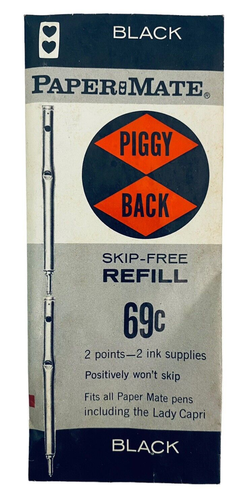 BLACK
PAPER MATE®
PIGGY
BACK
SKIP-FREE
REFILL
69c
2 points—2 ink supplies
Positively won't skip
Fits all Paper Mate pens
including the Lady Capri
BLACK